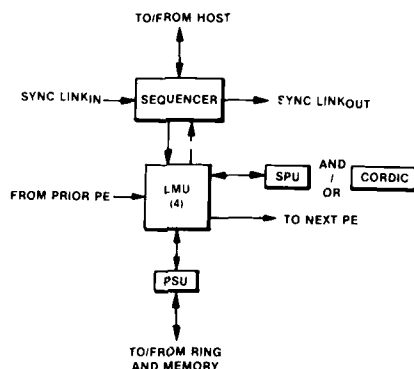 TO/FROM HOST
SYNC LINKIN
SEQUENCER
SYNC LINKOUT
FROM PRIOR PE
LMU
(4)
SPU
AND
/
OR
CORDIC
TO NEXT PE
PSU
TO/FROM RING
AND MEMORY